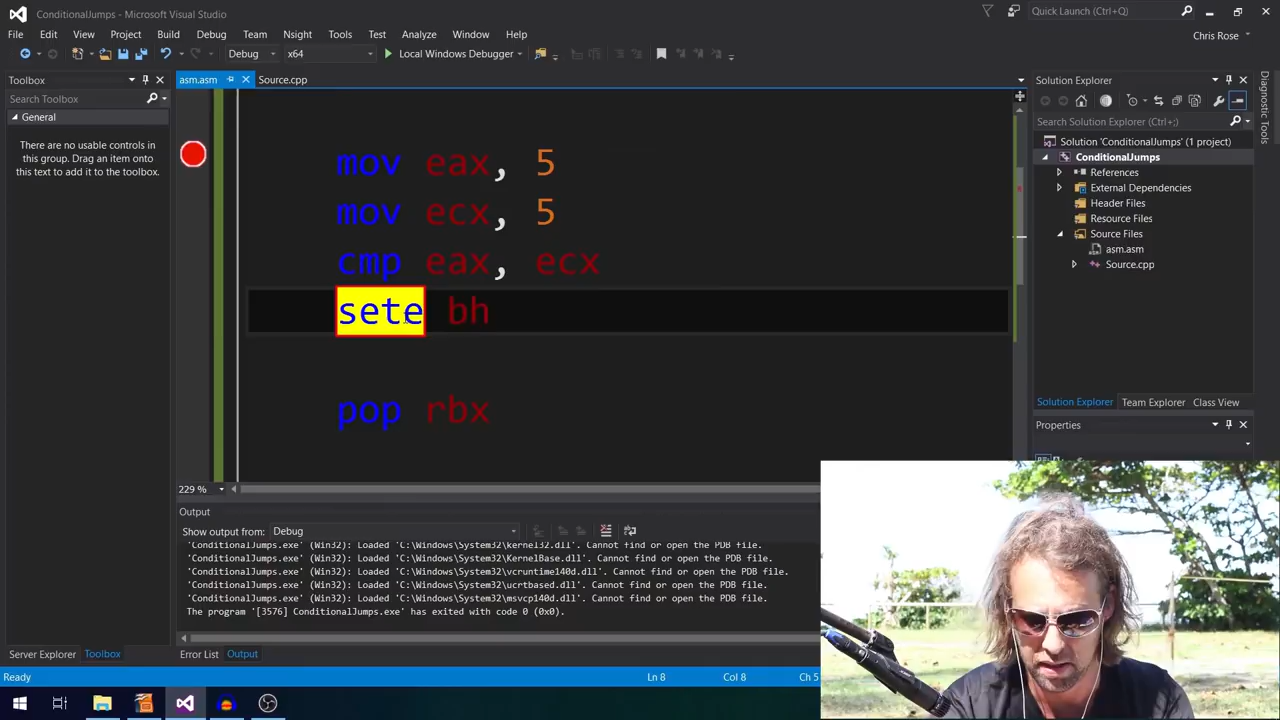 ConditionalJumps - Microsoft Visual Studio
Quick Launch (Ctrl+Q)
File Edit View Project Build Debug Team Nsight Tools Test Analyze Window Help
Chris Rose
Debug x64 Local Windows Debugger
Toolbox
Search Toolbox
General
There are no usable controls in
this group. Drag an item onto
this text to add it to the toolbox.
asm.asm Source.cpp
mov eax, 5
mov ecx, 5
cmp eax, ecx
sete bh
pop rbx
229 %
Solution Explorer
Search Solution Explorer (Ctrl+;)
Solution 'ConditionalJumps' (1 project)
ConditionalJumps
References
External Dependencies
Header Files
Resource Files
Source Files
asm.asm
Source.cpp
Solution Explorer Team Explorer Class View
Properties
Diagnostic Tools
Output
Show output from: Debug
'ConditionalJumps.exe' (Win32): Loaded 'C:\Windows\System32\kernel32.dll'. Cannot find or open the PDB file.
'ConditionalJumps.exe' (Win32): Loaded 'C:\Windows\System32\KernelBase.dll'. Cannot find or open the PDB file.
'ConditionalJumps.exe' (Win32): Loaded 'C:\Windows\System32\vcruntime140d.dll'. Cannot find or open the PDB file.
'ConditionalJumps.exe' (Win32): Loaded 'C:\Windows\System32\ucrtbased.dll'. Cannot find or open the PDB file.
'ConditionalJumps.exe' (Win32): Loaded 'C:\Windows\System32\msvcp140d.dll'. Cannot find or open the PDB file.
The program '[3576] ConditionalJumps.exe' has exited with code 0 (0x0).
Server Explorer Toolbox
Error List Output
Ready Ln 8 Col 8 Ch 5